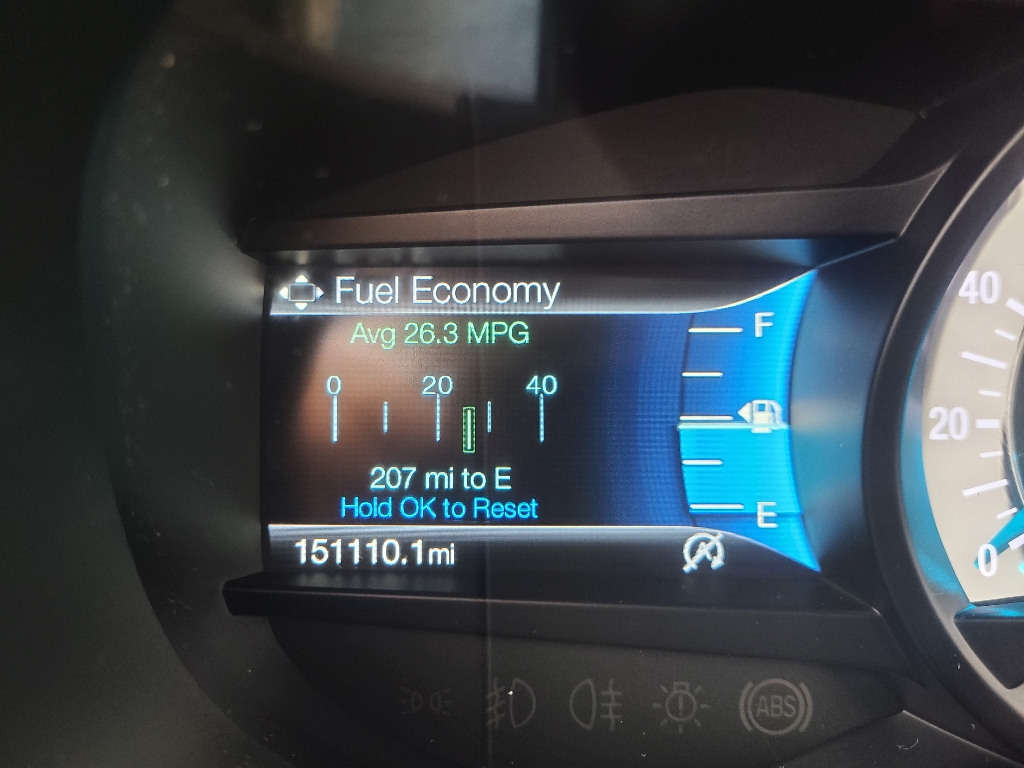 Fuel Economy
Avg 26.3 MPG
F
0 20 40
207 mi to E
Hold OK to Reset
E
151110.1mi
40
20
0
ABS